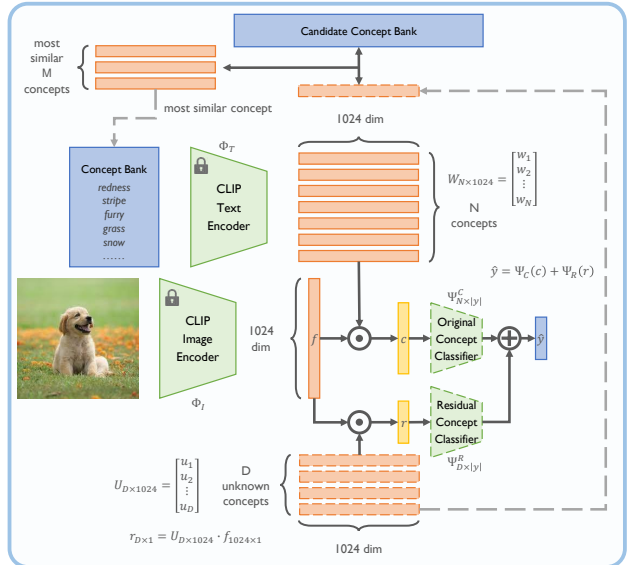 Candidate Concept Bank
most
similar
M
concepts
most similar concept
1024 dim
Concept Bank
redness
stripe
furry
grass
snow
……
Φ_T
CLIP
Text
Encoder
W_{N×1024} = [w_1 w_2 ⋮ w_N]
N
concepts
ŷ = Ψ_C(c) + Ψ_R(r)
CLIP
Image
Encoder
Φ_I
1024
dim
f
c
Ψ^C_{N×|y|}
Original
Concept
Classifier
ŷ
r
Residual
Concept
Classifier
Ψ^R_{D×|y|}
U_{D×1024} = [u_1 u_2 ⋮ u_D]
D
unknown
concepts
r_{D×1} = U_{D×1024} · f_{1024×1}
1024 dim